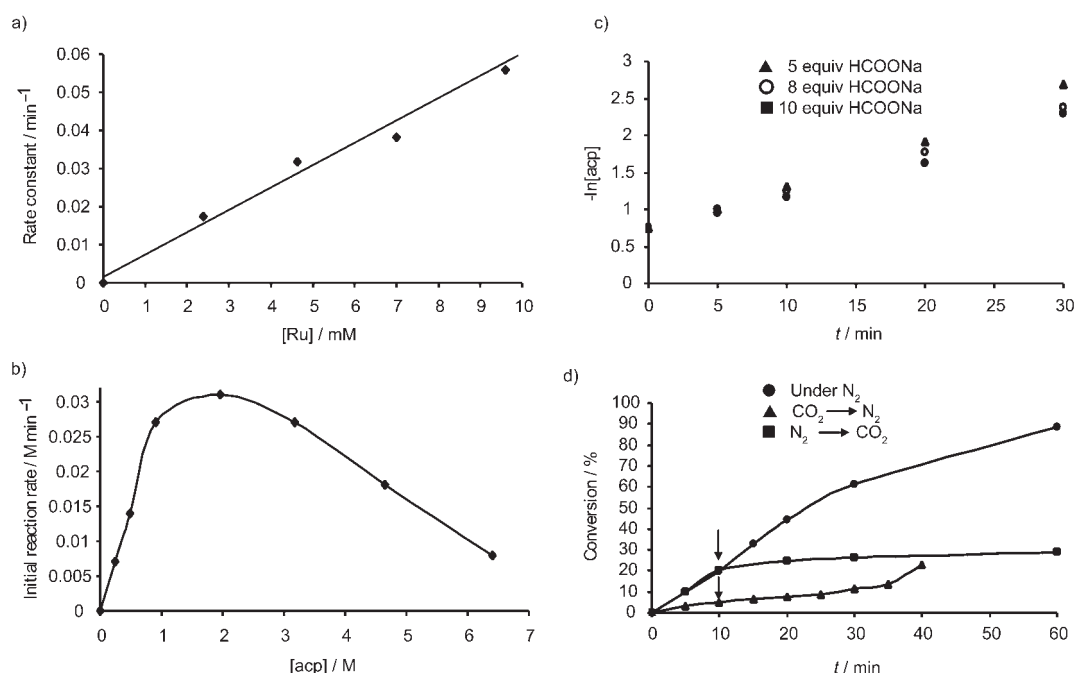 a)
Rate constant / min⁻¹
0.06
0.05
0.04
0.03
0.02
0.01
0
0 1 2 3 4 5 6 7 8 9 10
[Ru] / mM
b)
Initial reaction rate / M min⁻¹
0.03
0.025
0.02
0.015
0.01
0.005
0
0 1 2 3 4 5 6 7
[acp] / M
c)
5 equiv HCOONa
8 equiv HCOONa
10 equiv HCOONa
-ln[acp]
3
2.5
2
1.5
1
0.5
0
0 5 10 15 20 25 30
t / min
d)
Under N₂
CO₂ → N₂
N₂ → CO₂
Conversion / %
100
90
80
70
60
50
40
30
20
10
0
0 10 20 30 40 50 60
t / min